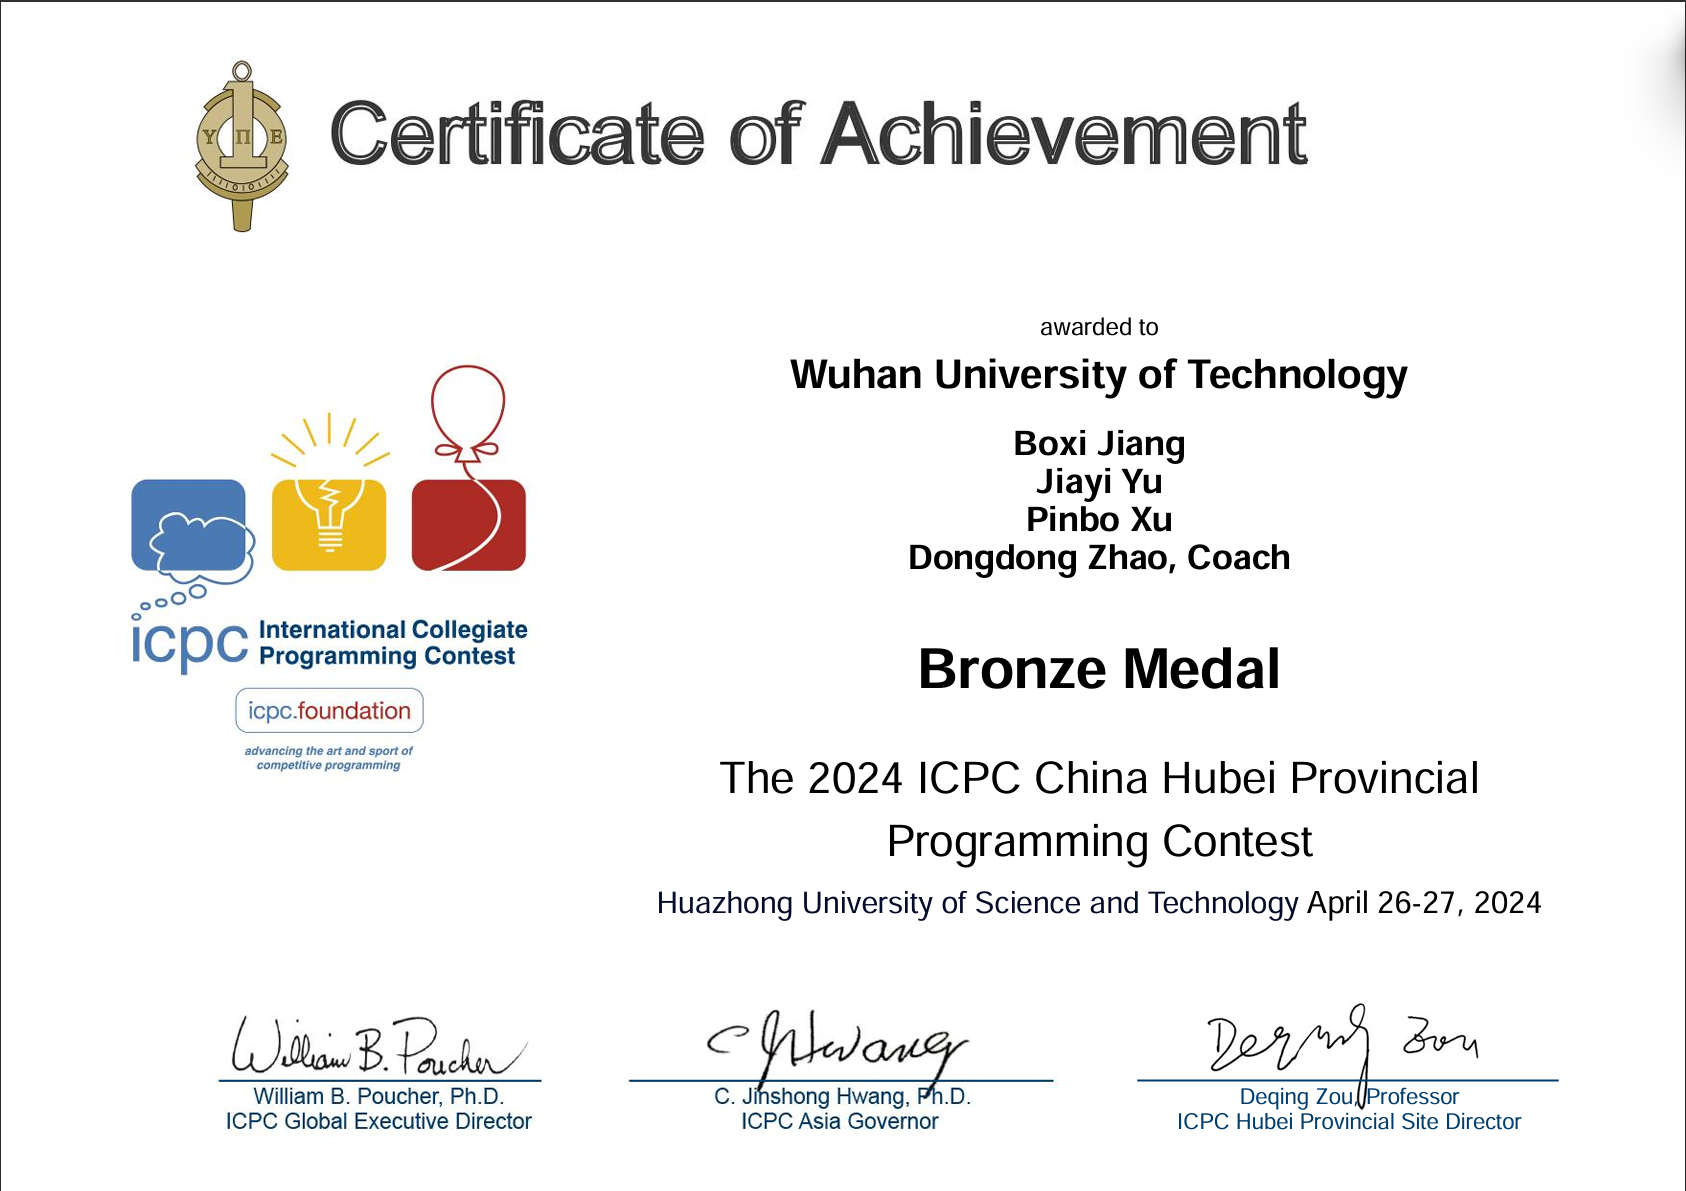 Y Π E
Certificate of Achievement
awarded to
Wuhan University of Technology
Boxi Jiang
Jiayi Yu
Pinbo Xu
Dongdong Zhao, Coach
Bronze Medal
The 2024 ICPC China Hubei Provincial
Programming Contest
Huazhong University of Science and Technology April 26-27, 2024
icpc International Collegiate
Programming Contest
icpc.foundation
advancing the art and sport of
competitive programming
William B. Poucher
William B. Poucher, Ph.D.
ICPC Global Executive Director
C JHwang
C. Jinshong Hwang, Ph.D.
ICPC Asia Governor
Deqing Zou
Deqing Zou, Professor
ICPC Hubei Provincial Site Director